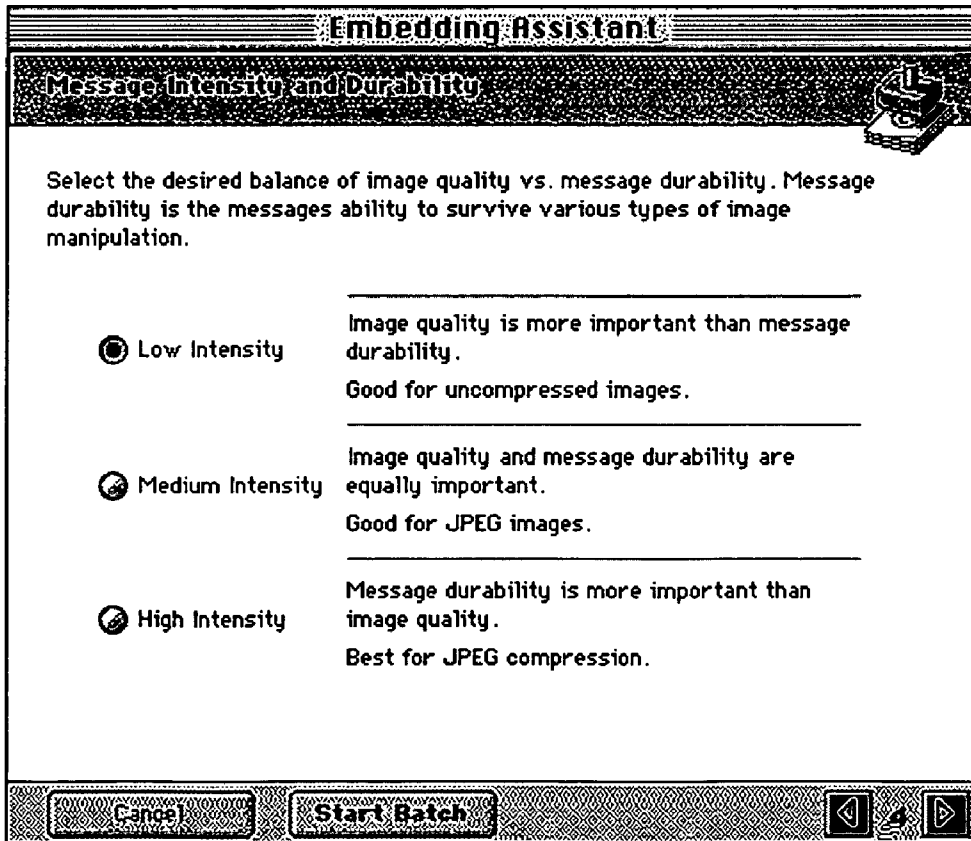 Embedding Assistant
Message Intensity and Durability
Select the desired balance of image quality vs. message durability. Message
durability is the messages ability to survive various types of image
manipulation.
Low Intensity
Image quality is more important than message
durability.
Good for uncompressed images.
Medium Intensity
Image quality and message durability are
equally important.
Good for JPEG images.
High Intensity
Message durability is more important than
image quality.
Best for JPEG compression.
Cancel
Start Batch
4